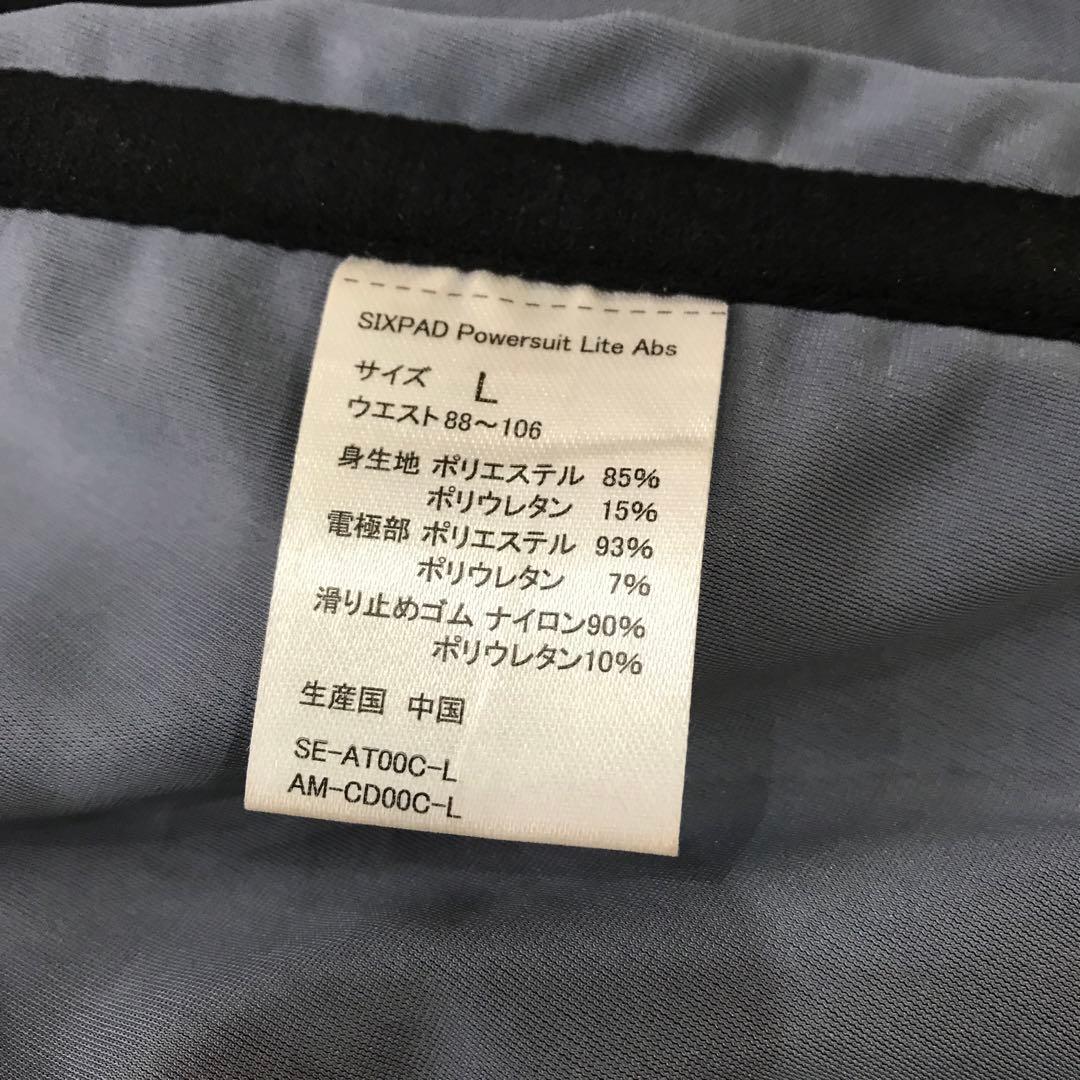 SIXPAD Powersuit Lite Abs
サイズ L
ウエスト88〜106
身生地 ポリエステル 85%
ポリウレタン 15%
電極部 ポリエステル 93%
ポリウレタン 7%
滑り止めゴム ナイロン90%
ポリウレタン10%
生産国 中国
SE-AT00C-L
AM-CD00C-L